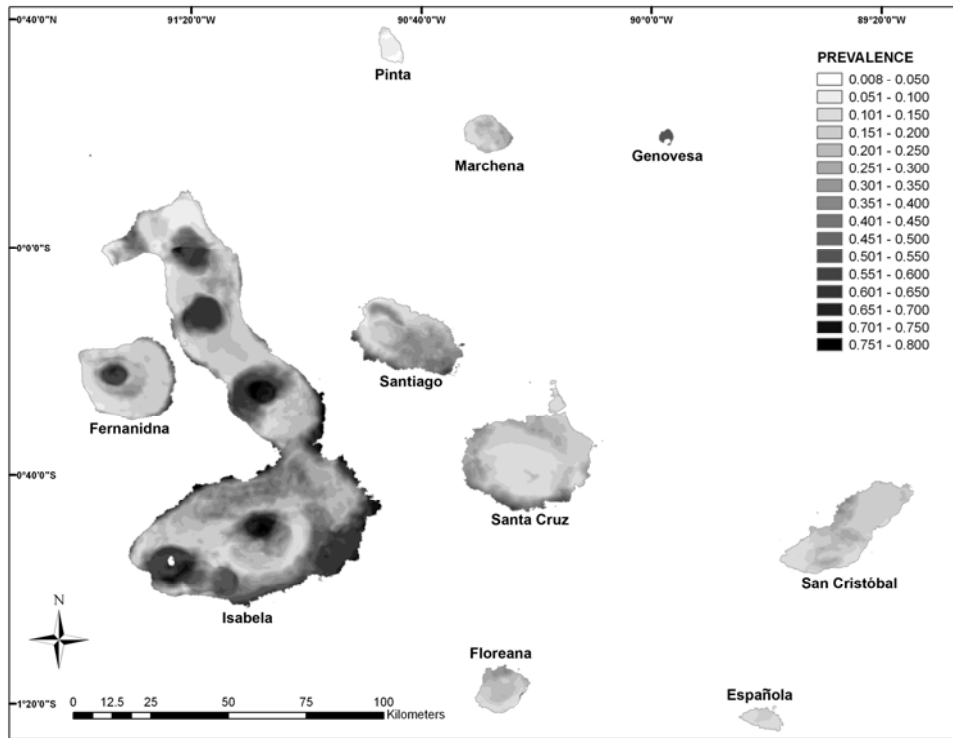 0°40'0"N
91°20'0"W
90°40'0"W
90°0'0"W
89°20'0"W
Pinta
Marchena
Genovesa
PREVALENCE
0.008 - 0.050
0.051 - 0.100
0.101 - 0.150
0.151 - 0.200
0.201 - 0.250
0.251 - 0.300
0.301 - 0.350
0.351 - 0.400
0.401 - 0.450
0.451 - 0.500
0.501 - 0.550
0.551 - 0.600
0.601 - 0.650
0.651 - 0.700
0.701 - 0.750
0.751 - 0.800
0°0'0"S
Santiago
Fernanidna
0°40'0"S
Santa Cruz
San Cristóbal
Isabela
N
Floreana
Española
1°20'0"S
0 12.5 25 50 75 100
Kilometers